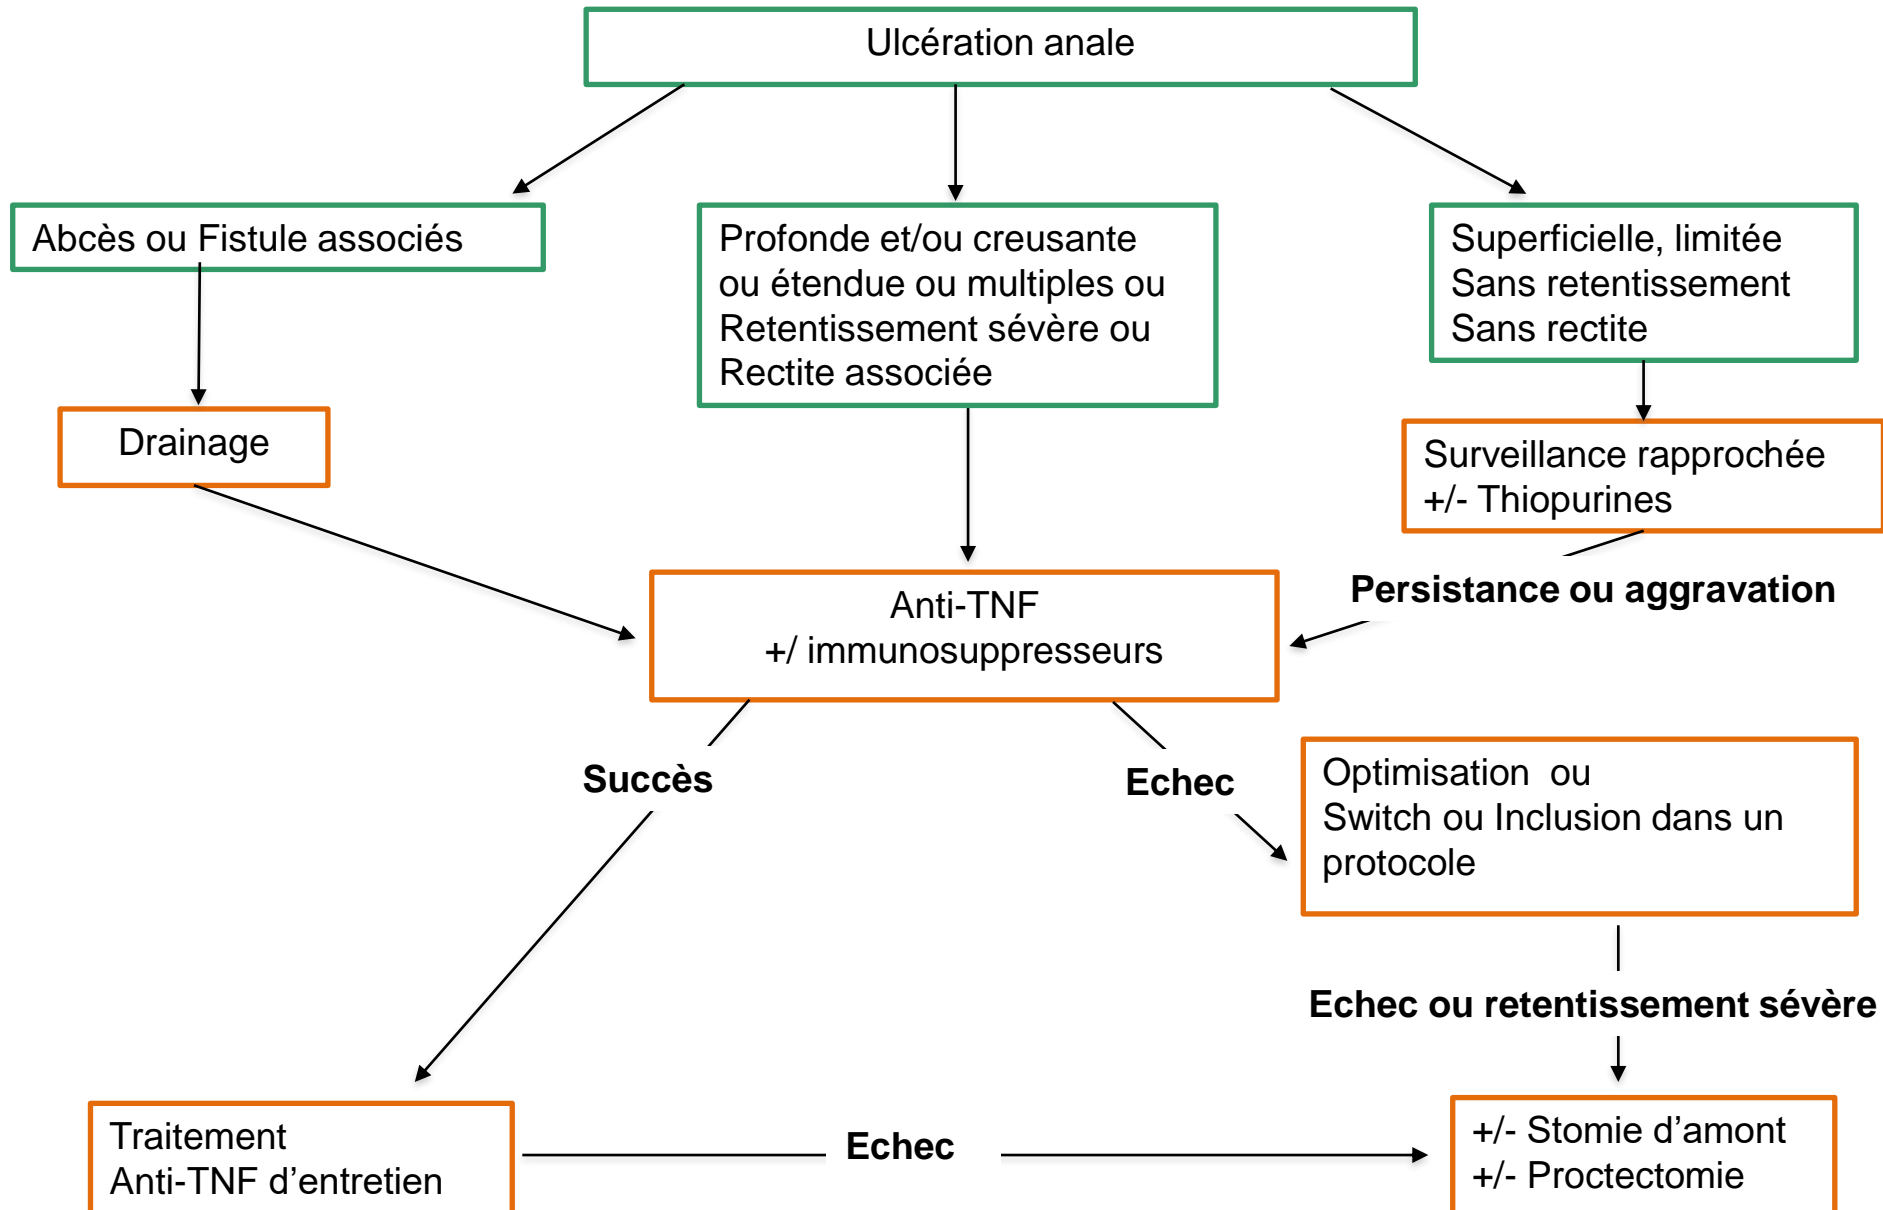 Ulcération anale
Abcès ou Fistule associés
Profonde et/ou creusante
ou étendue ou multiples ou
Retentissement sévère ou
Rectite associée
Superficielle, limitée
Sans retentissement
Sans rectite
Drainage
Surveillance rapprochée
+/- Thiopurines
Persistance ou aggravation
Anti-TNF
+/ immunosuppresseurs
Succès
Echec
Optimisation ou
Switch ou Inclusion dans un
protocole
Echec ou retentissement sévère
Traitement
Anti-TNF d’entretien
Echec
+/- Stomie d’amont
+/- Proctectomie